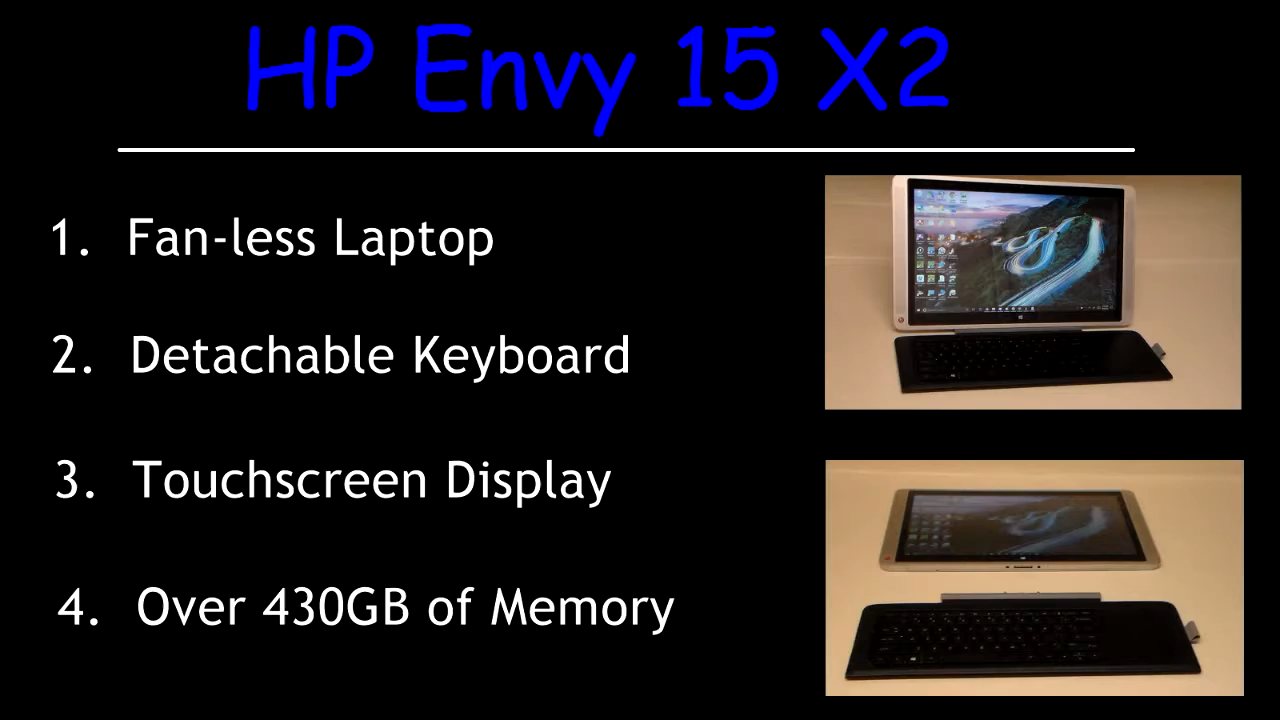 HP Envy 15 X2
1. Fan-less Laptop
2. Detachable Keyboard
3. Touchscreen Display
4. Over 430GB of Memory